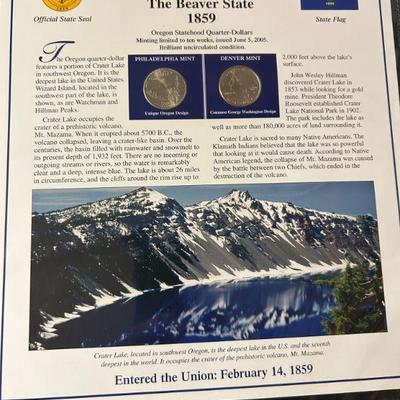 The Beaver State
1859
Official State Seal
State Flag
Oregon Statehood Quarter-Dollars
Minting limited to ten weeks, issued June 5, 2005.
Brilliant uncirculated condition.
The Oregon quarter-dollar
features a portion of Crater Lake
in southwest Oregon. It is the
deepest lake in the United States.
Wizard Island, located in the
southwest part of the lake, is
shown, as are Watchman and
Hillman Peaks.
Crater Lake occupies the
crater of a prehistoric volcano,
Mt. Mazama. When it erupted about 5700 B.C., the
volcano collapsed, leaving a crater-like basin. Over the
centuries, the basin filled with rainwater and snowmelt to
its present depth of 1,932 feet. There are no incoming or
outgoing streams or rivers, so the water is remarkably
clear and a deep, intense blue. The lake is about 26 miles
in circumference, and the cliffs around the rim rise up to
PHILADELPHIA MINT
Unique Oregon Design
DENVER MINT
Common George Washington Design
2,000 feet above the lake's
surface.
John Wesley Hillman
discovered Crater Lake in
1853 while looking for a gold
mine. President Theodore
Roosevelt established Crater
Lake National Park in 1902.
The park includes the lake as
well as more than 180,000 acres of land surrounding it.
Crater Lake is sacred to many Native Americans. The
Klamath Indians believed that the lake was so powerful
that looking at it would cause death. According to Native
American legend, the collapse of Mt. Mazama was caused
by the battle between two Chiefs, which ended in the
destruction of the volcano.
Crater Lake, located in southwest Oregon, is the deepest lake in the U.S. and the seventh
deepest in the world. It occupies the crater of the prehistoric volcano, Mt. Mazama.
Entered the Union: February 14, 1859